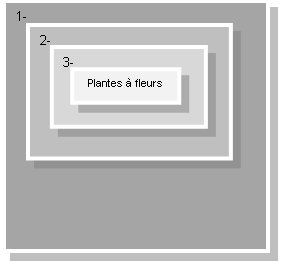 1-
2-
3-
Plantes à fleurs